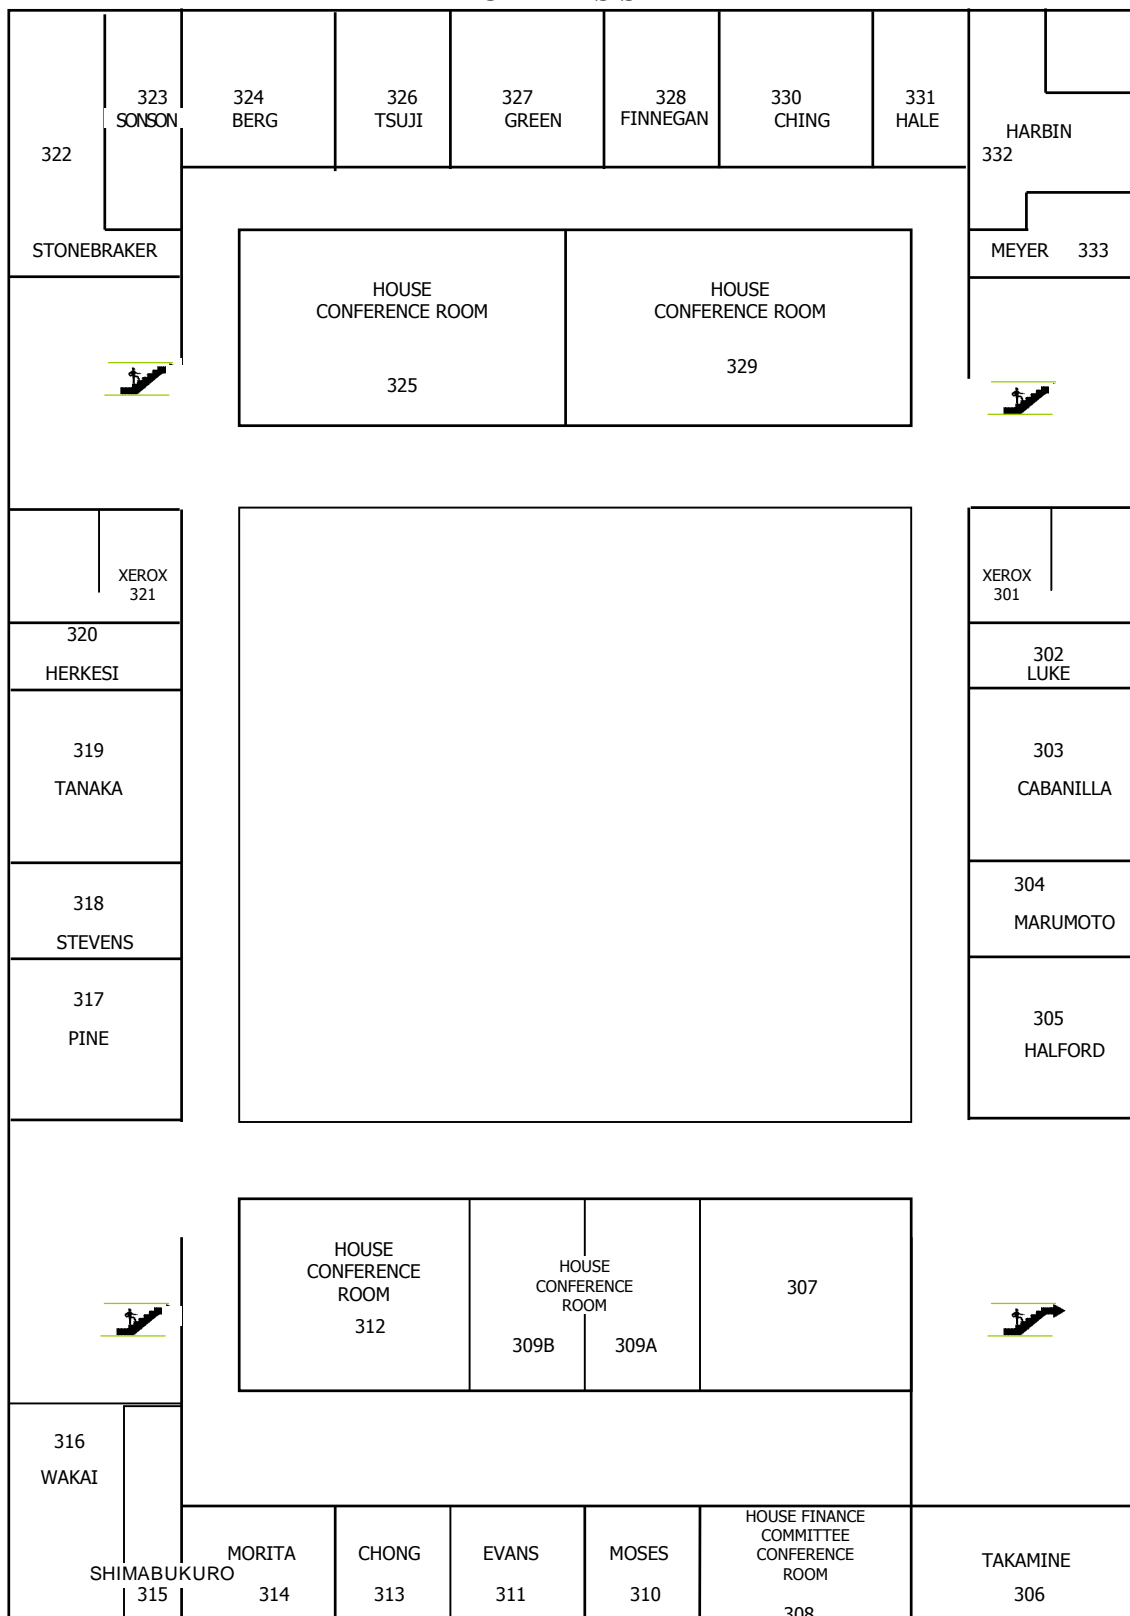 323
SONSON
324
BERG
326
TSUJI
327
GREEN
328
FINNEGAN
330
CHING
331
HALE
HARBIN
332
322
STONEBRAKER
MEYER 333
HOUSE
CONFERENCE ROOM
325
HOUSE
CONFERENCE ROOM
329
XEROX
321
XEROX
301
320
HERKESI
302
LUKE
319
TANAKA
303
CABANILLA
318
STEVENS
304
MARUMOTO
317
PINE
305
HALFORD
HOUSE
CONFERENCE
ROOM
312
HOUSE
CONFERENCE
ROOM
309B
309A
307
316
WAKAI
SHIMABUKURO
315
MORITA
314
CHONG
313
EVANS
311
MOSES
310
HOUSE FINANCE
COMMITTEE
CONFERENCE
ROOM
308
TAKAMINE
306